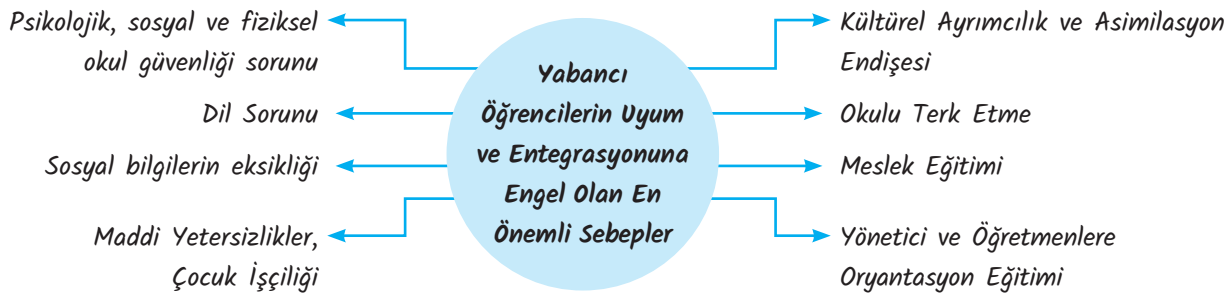 Psikolojik, sosyal ve fiziksel
okul güvenliği sorunu
Dil Sorunu
Sosyal bilgilerin eksikliği
Maddi Yetersizlikler,
Çocuk İşçiliği
Yabancı
Öğrencilerin Uyum
ve Entegrasyonuna
Engel Olan En
Önemli Sebepler
Kültürel Ayrımcılık ve Asimilasyon
Endişesi
Okulu Terk Etme
Meslek Eğitimi
Yönetici ve Öğretmenlere
Oryantasyon Eğitimi